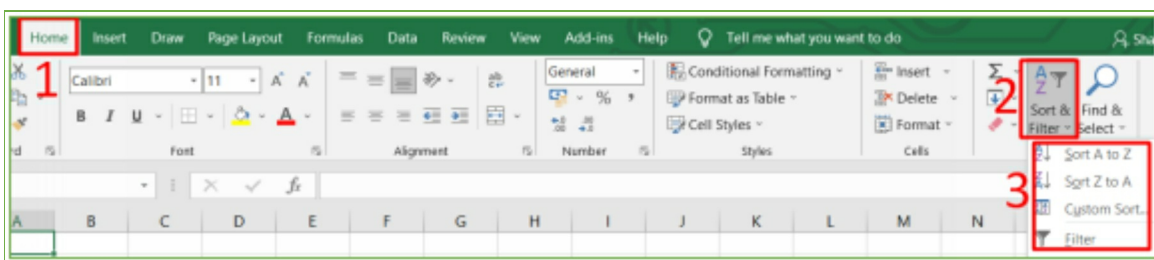 Home Insert Draw Page Layout Formulas Data Review View Add-ins Help Tell me what you want to do
1
Calibri 11 A A General Conditional Formatting Insert Σ 2 A Z
B I U A % , Format as Table Delete Sort & Find &
Cell Styles Format Filter Select
Font Alignment Number Styles Cells
Sort A to Z
fx 3 Sort Z to A
Custom Sort...
A B C D E F G H I J K L M N
Filter